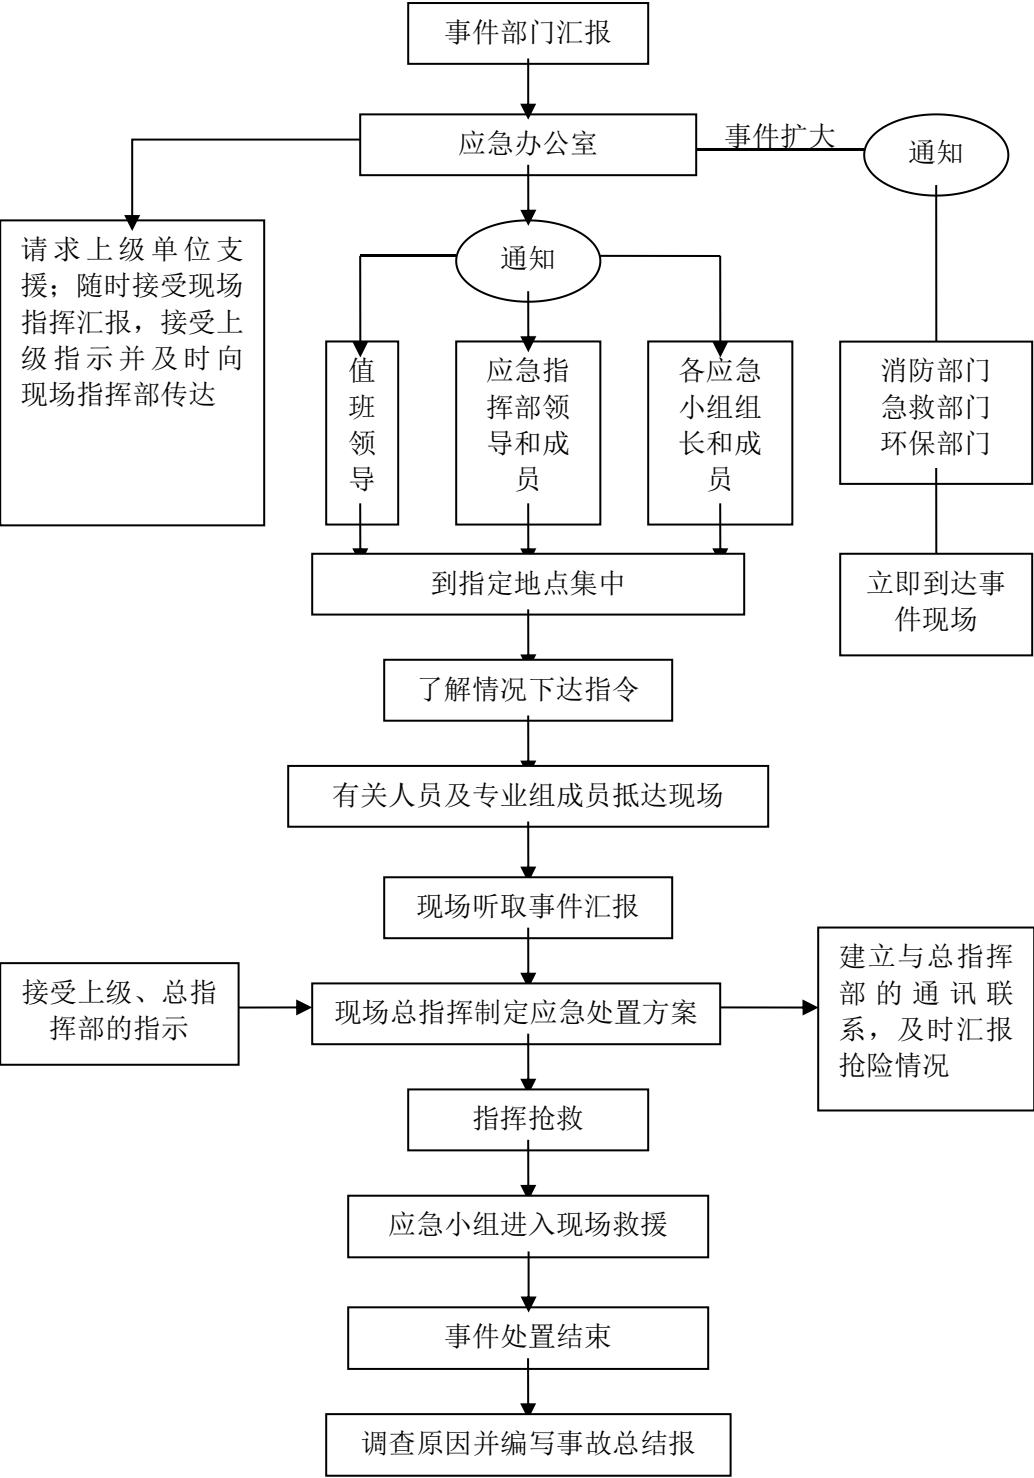 事件部门汇报
应急办公室
事件扩大
通知
请求上级单位支
援；随时接受现场
指挥汇报，接受上
级指示并及时向
现场指挥部传达
通知
值
班
领
导
应急指
挥部领
导和成
员
各应急
小组组
长和成
员
消防部门
急救部门
环保部门
到指定地点集中
立即到达事
件现场
了解情况下达指令
有关人员及专业组成员抵达现场
现场听取事件汇报
接受上级、总指
挥部的指示
现场总指挥制定应急处置方案
建立与总指挥
部的通讯联
系，及时汇报
抢险情况
指挥抢救
应急小组进入现场救援
事件处置结束
调查原因并编写事故总结报